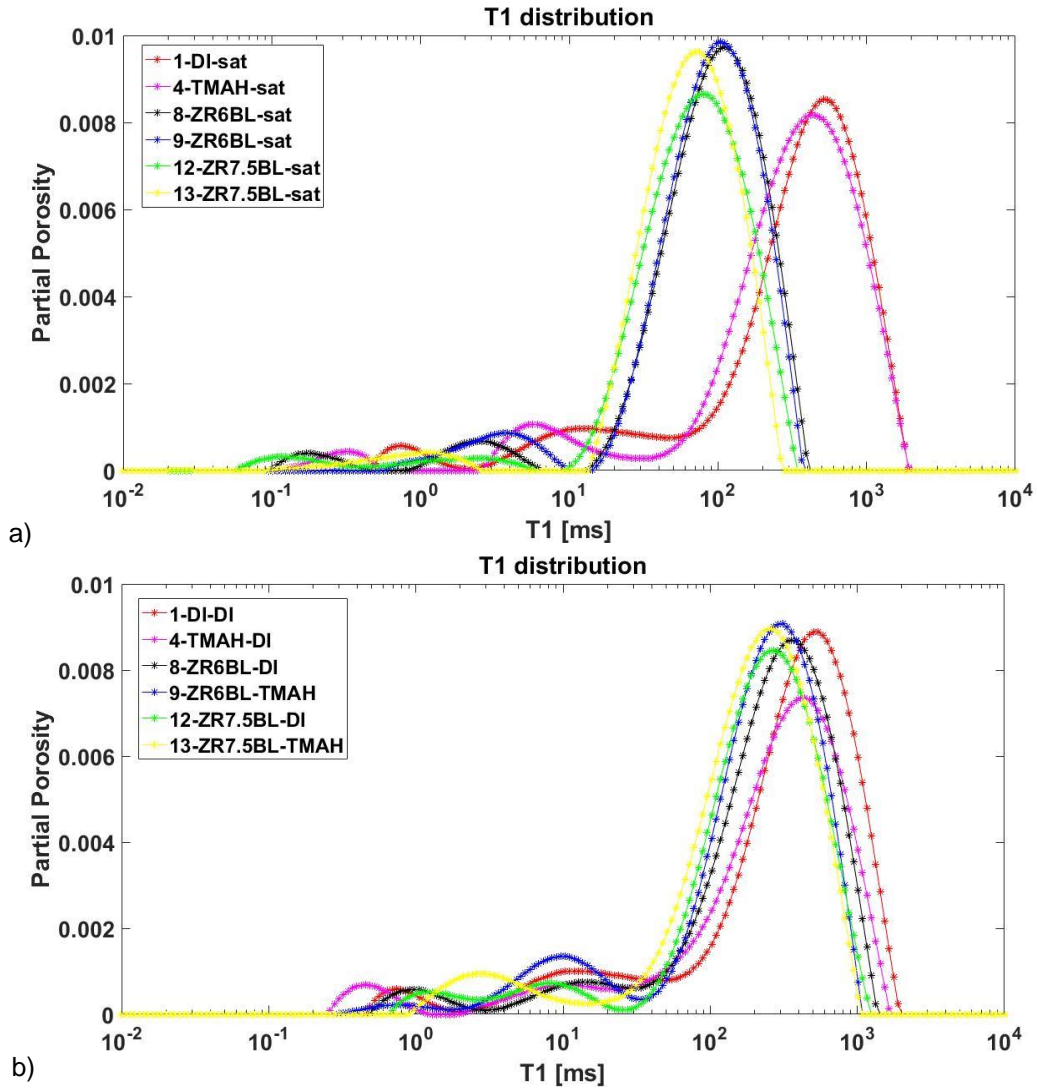 T1 distribution
0.01
0.008
0.006
0.004
0.002
0
Partial Porosity
1-DI-sat
4-TMAH-sat
8-ZR6BL-sat
9-ZR6BL-sat
12-ZR7.5BL-sat
13-ZR7.5BL-sat
10⁻² 10⁻¹ 10⁰ 10¹ 10² 10³ 10⁴
T1 [ms]
a)
T1 distribution
0.01
0.008
0.006
0.004
0.002
0
Partial Porosity
1-DI-DI
4-TMAH-DI
8-ZR6BL-DI
9-ZR6BL-TMAH
12-ZR7.5BL-DI
13-ZR7.5BL-TMAH
10⁻² 10⁻¹ 10⁰ 10¹ 10² 10³ 10⁴
T1 [ms]
b)